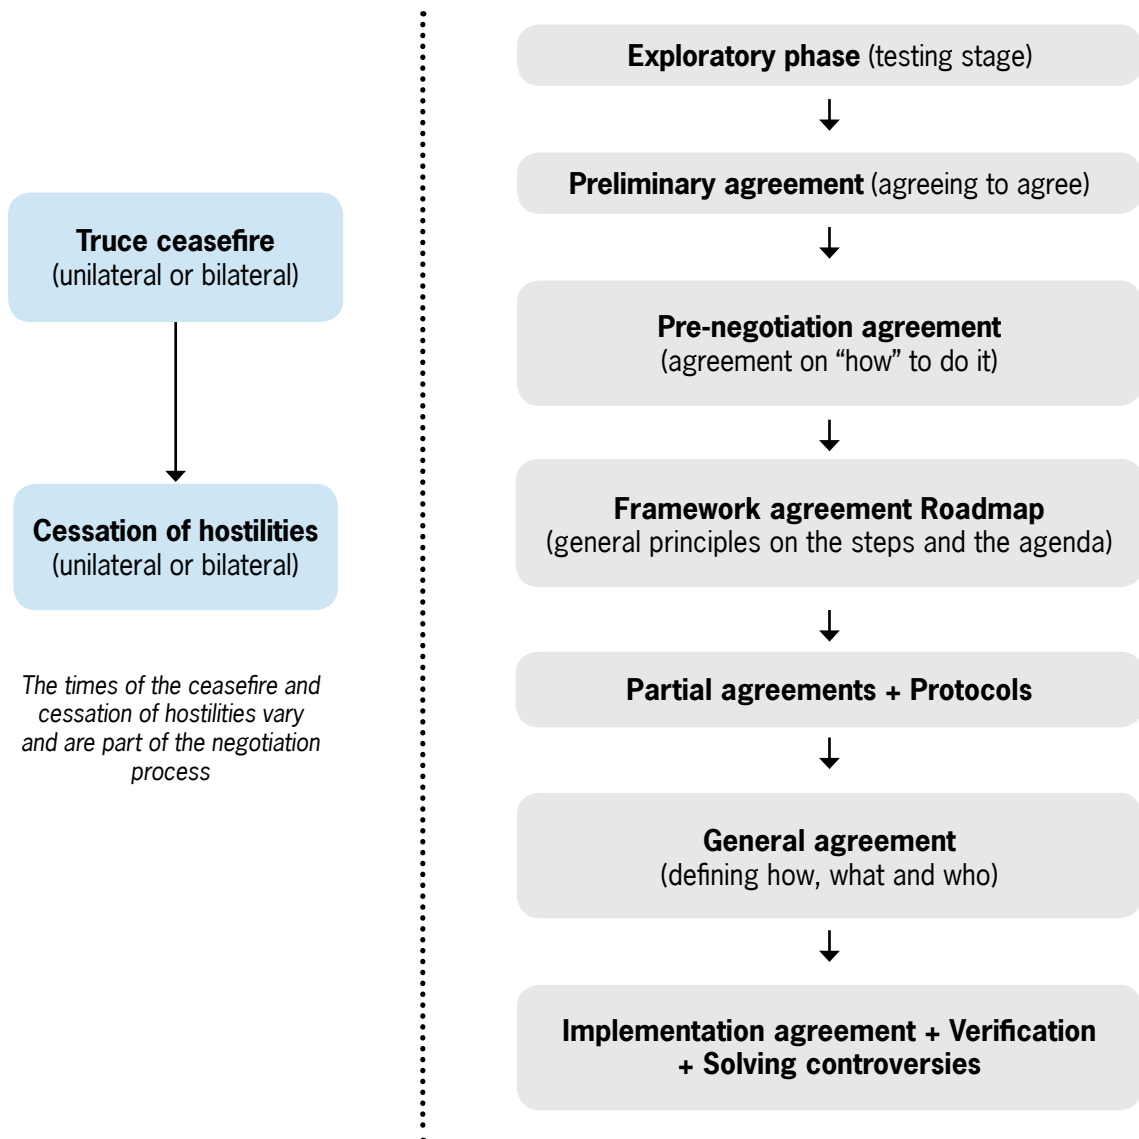 Truce ceasefire
(unilateral or bilateral)
Cessation of hostilities
(unilateral or bilateral)
The times of the ceasefire and
cessation of hostilities vary
and are part of the negotiation
process
Exploratory phase (testing stage)
Preliminary agreement (agreeing to agree)
Pre-negotiation agreement
(agreement on “how” to do it)
Framework agreement Roadmap
(general principles on the steps and the agenda)
Partial agreements + Protocols
General agreement
(defining how, what and who)
Implementation agreement + Verification
+ Solving controversies